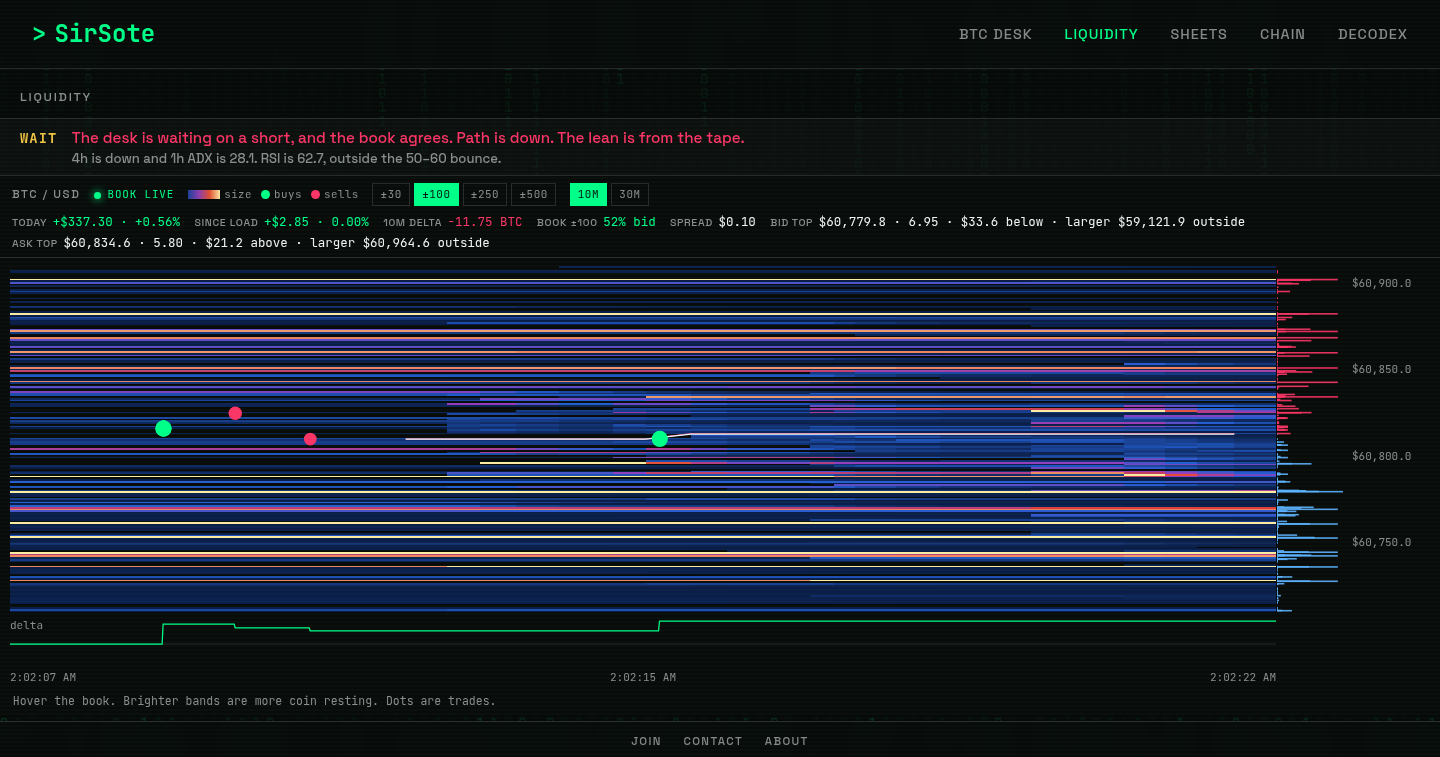 > SirSote
BTC DESK LIQUIDITY SHEETS CHAIN DECODEX
LIQUIDITY
WAIT The desk is waiting on a short, and the book agrees. Path is down. The lean is from the tape.
4h is down and 1h ADX is 28.1. RSI is 62.7, outside the 50–60 bounce.
BTC / USD BOOK LIVE size buys sells ±30 ±100 ±250 ±500 10M 30M
TODAY +$337.30 · +0.56% SINCE LOAD +$2.85 · 0.00% 10M DELTA -11.75 BTC BOOK ±100 52% bid SPREAD $0.10 BID TOP $60,779.8 · 6.95 · $33.6 below · larger $59,121.9 outside
ASK TOP $60,834.6 · 5.80 · $21.2 above · larger $60,964.6 outside
$60,900.0
$60,850.0
$60,800.0
$60,750.0
delta
2:02:07 AM 2:02:15 AM 2:02:22 AM
Hover the book. Brighter bands are more coin resting. Dots are trades.
JOIN CONTACT ABOUT